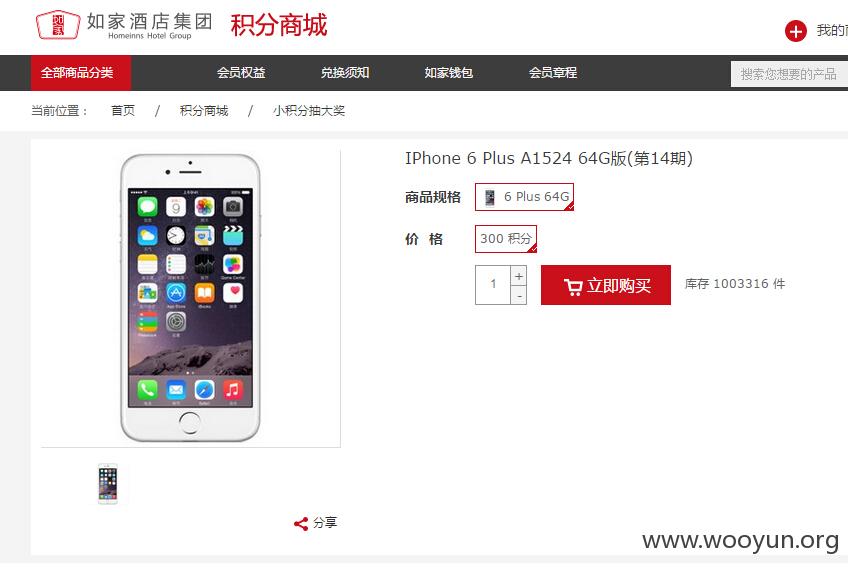 如家酒店集团 积分商城
Homeinns Hotel Group
我的
全部商品分类 会员权益 兑换须知 如家钱包 会员章程
搜索您想要的产品
当前位置： 首页 / 积分商城 / 小积分抽大奖
IPhone 6 Plus A1524 64G版(第14期)
商品规格 6 Plus 64G
价 格 300 积分
1 + - 立即购买 库存 1003316 件
分享
www.wooyun.org